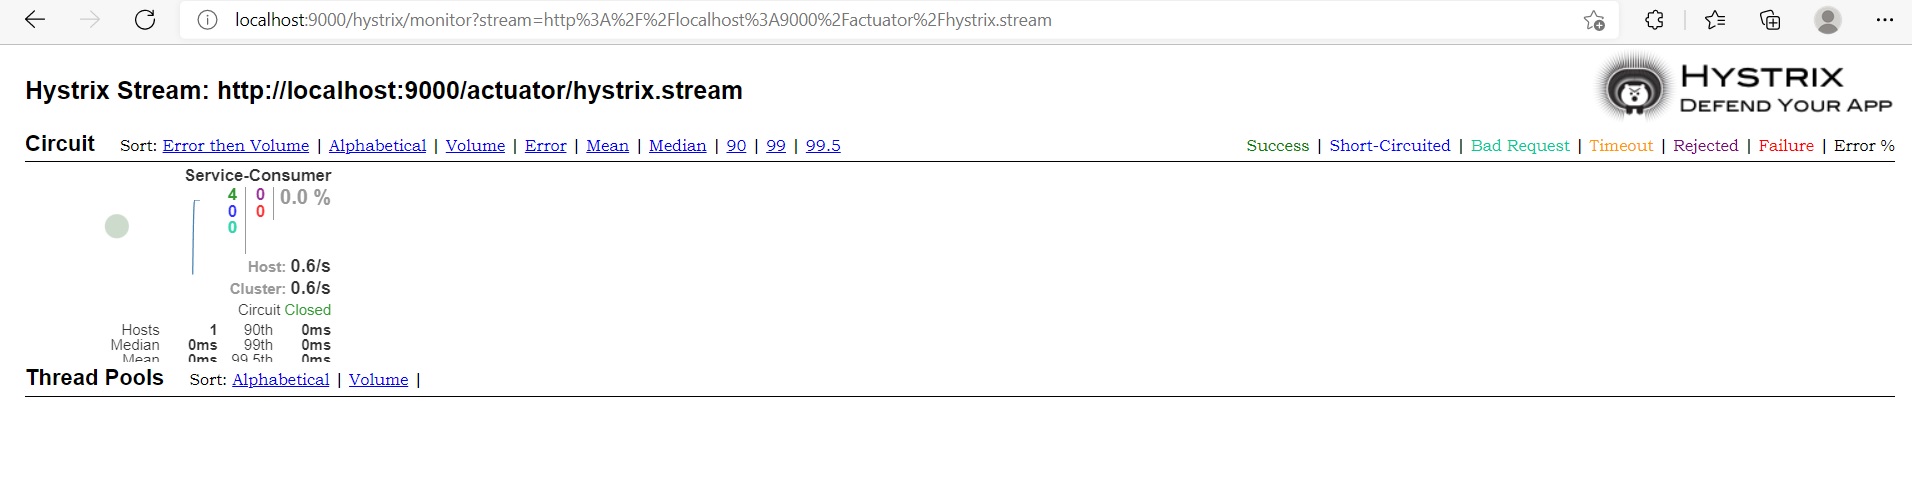 localhost:9000/hystrix/monitor?stream=http%3A%2F%2Flocalhost%3A9000%2Factuator%2Fhystrix.stream
Hystrix Stream: http://localhost:9000/actuator/hystrix.stream
HYSTRIX
DEFEND YOUR APP
Circuit Sort: Error then Volume | Alphabetical | Volume | Error | Mean | Median | 90 | 99 | 99.5
Success | Short-Circuited | Bad Request | Timeout | Rejected | Failure | Error %
Service-Consumer
4 0 0.0 %
0 0
0
Host: 0.6/s
Cluster: 0.6/s
Circuit Closed
Hosts 1 90th 0ms
Median 0ms 99th 0ms
Mean 0ms 99.5th 0ms
Thread Pools Sort: Alphabetical | Volume |